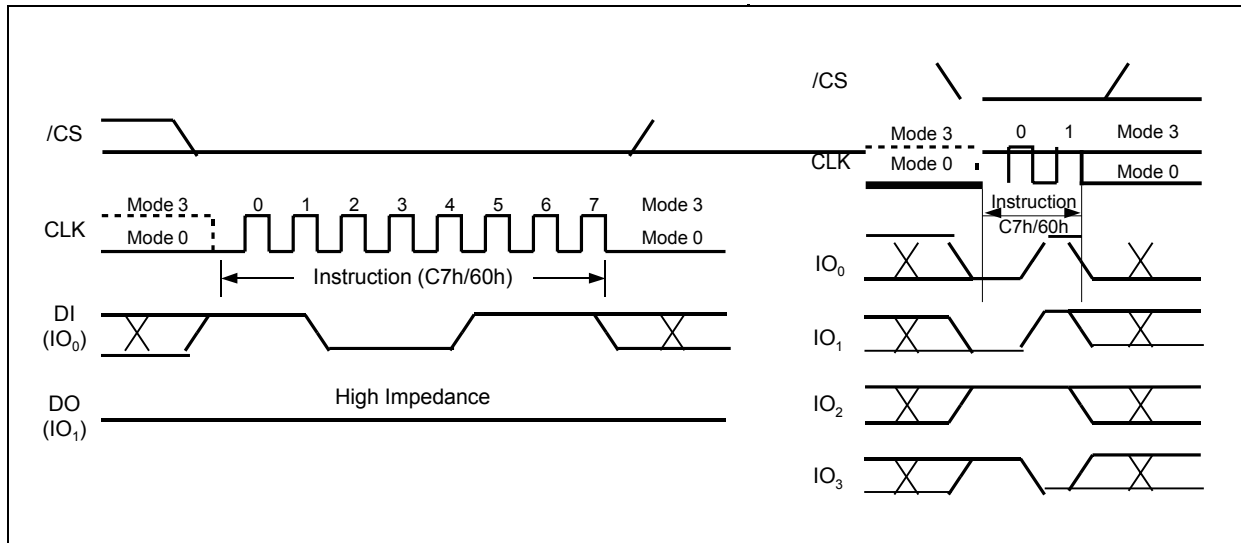 /CS
CLK
Mode 3
Mode 0
0 1 2 3 4 5 6 7
Mode 3
Mode 0
Instruction (C7h/60h)
DI
(IO₀)
DO
(IO₁)
High Impedance
/CS
CLK
Mode 3
Mode 0
0 1
Mode 3
Mode 0
Instruction
C7h/60h
IO₀
IO₁
IO₂
IO₃